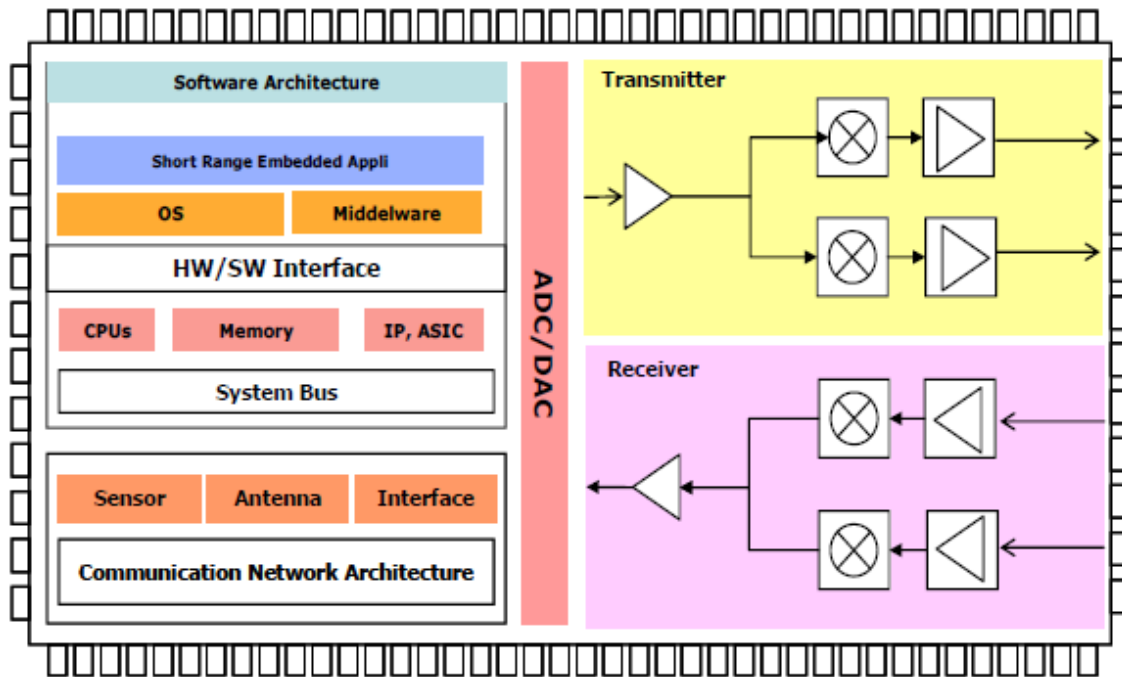 Software Architecture
Short Range Embedded Appli
OS
Middelware
HW/SW Interface
CPUs
Memory
IP, ASIC
System Bus
Sensor
Antenna
Interface
Communication Network Architecture
ADC/DAC
Transmitter
Receiver